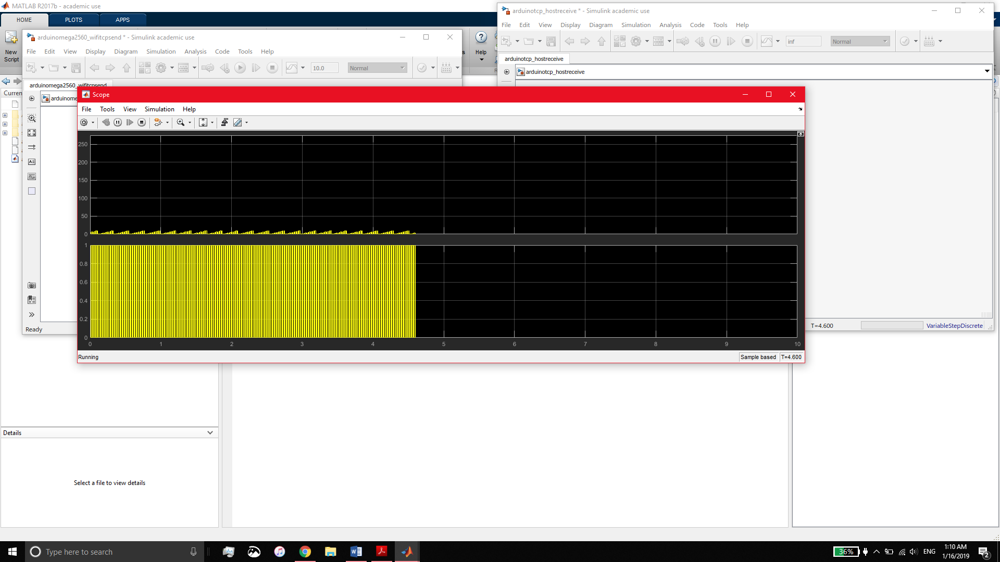 MATLAB R2017b - academic use
HOME PLOTS APPS
New
Script
Help
Curren
arduinomega2560_wifitcpsend * - Simulink academic use
File Edit View Display Diagram Simulation Analysis Code Tools Help
10.0 Normal
arduinomega2560_wifitcpsend
arduinome
Ready
arduinotcp_hostreceive * - Simulink academic use
File Edit View Display Diagram Simulation Analysis Code Tools Help
inf Normal
arduinotcp_hostreceive
arduinotcp_hostreceive
T=4.600 VariableStepDiscrete
Scope
File Tools View Simulation Help
250
200
150
100
50
0
1
0.8
0.6
0.4
0.2
0
0 1 2 3 4 5 6 7 8 9 10
Running Sample based T=4.600
Details
Select a file to view details
Type here to search
36% ENG 1:10 AM
1/16/2019
2